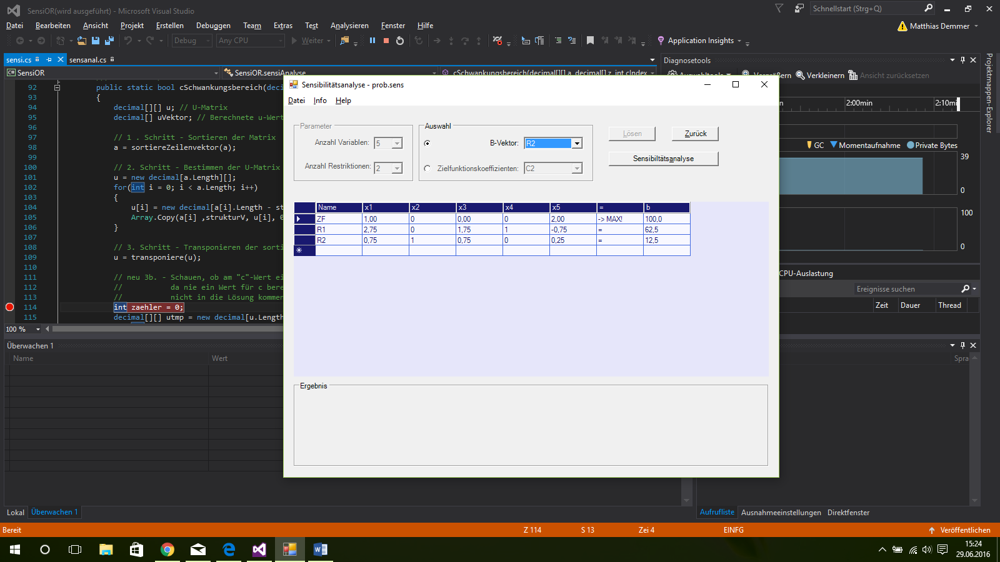 SensiOR(wird ausgeführt) - Microsoft Visual Studio
Schnellstart (Strg+Q)
Datei Bearbeiten Ansicht Projekt Erstellen Debuggen Team Extras Test Analysieren Fenster Hilfe
Matthias Demmer
Debug Any CPU Weiter Application Insights
sensi.cs sensanal.cs
Diagnosetools
C# SensiOR SensiOR.sensiAnalyse cSchwankungsbereich(decimal[][] a, decimal[] z, int cIndex
Verkleinern Ansicht zurücksetzen
92 public static bool cSchwankungsbereich(deci
93 {
94 decimal[][] u; // U-Matrix
95 decimal[] uVektor; // Berechnete u-Wert
96
97 // 1 . Schritt - Sortieren der Matrix
98 a = sortiereZeilenvektor(a);
99
100 // 2. Schritt - Bestimmen der U-Matrix
101 u = new decimal[a.Length][];
102 for(int i = 0; i < a.Length; i++)
103 {
104 u[i] = new decimal[a[i].Length - st
105 Array.Copy(a[i] ,strukturV, u[i], 0
106 }
107
108 // 3. Schritt - Transponieren der sorti
109 u = transponiere(u);
110
111 // neu 3b. - Schauen, ob am "c"-Wert ei
112 // da nie ein Wert für c bere
113 // nicht in die Lösung kommen
114 int zaehler = 0;
115 decimal[][] utmp = new decimal[u.Length
100 %
Sensibilitätsanalyse - prob.sens
Datei Info Help
Parameter
Anzahl Variablen: 5
Anzahl Restriktionen: 2
Auswahl
B-Vektor: R2
Zielfunktionskoeffizienten: C2
Lösen Zurück
Sensibiltätsanalyse
Name x1 x2 x3 x4 x5 = b
ZF 1,00 0 0,00 0 2,00 -> MAX! 100,0
R1 2,75 0 1,75 1 -0,75 = 62,5
R2 0,75 1 0,75 0 0,25 = 12,5
*
Ergebnis
2:00min 2:10mi
GC Momentaufnahme Private Bytes
39
0
100
0
CPU-Auslastung
Ereignisse suchen
Zeit Dauer Thread
Projektmappen-Explorer
Überwachen 1
Name Wert
Spra
Lokal Überwachen 1
Aufrufliste Ausnahmeeinstellungen Direktfenster
Bereit Z 114 S 13 Zei 4 EINFG Veröffentlichen
15:24
29.06.2016